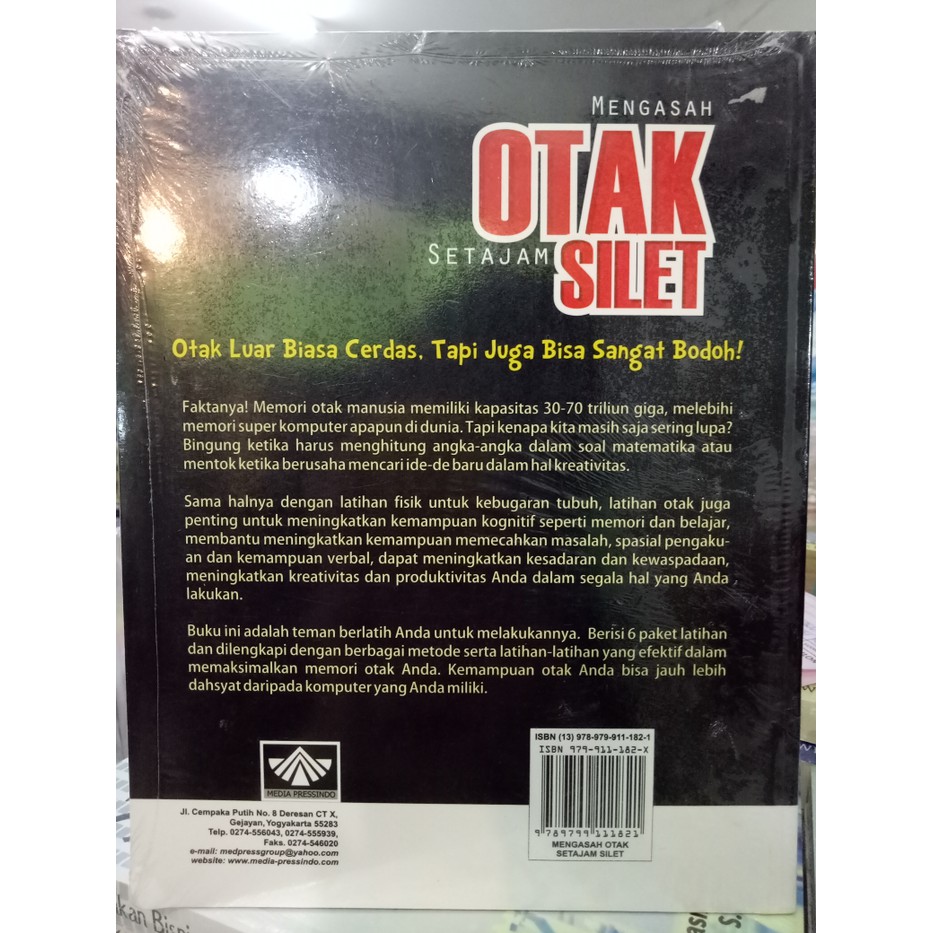 MENGASAH
OTAK
SETAJAM
SILET
Otak Luar Biasa Cerdas, Tapi Juga Bisa Sangat Bodoh!
Faktanya! Memori otak manusia memiliki kapasitas 30-70 triliun giga, melebihi
memori super komputer apapun di dunia. Tapi kenapa kita masih saja sering lupa?
Bingung ketika harus menghitung angka-angka dalam soal matematika atau
mentok ketika berusaha mencari ide-de baru dalam hal kreativitas.
Sama halnya dengan latihan fisik untuk kebugaran tubuh, latihan otak juga
penting untuk meningkatkan kemampuan kognitif seperti memori dan belajar,
membantu meningkatkan kemampuan memecahkan masalah, spasial pengaku-
an dan kemampuan verbal, dapat meningkatkan kesadaran dan kewaspadaan,
meningkatkan kreativitas dan produktivitas Anda dalam segala hal yang Anda
lakukan.
Buku ini adalah teman berlatih Anda untuk melakukannya. Berisi 6 paket latihan
dan dilengkapi dengan berbagai metode serta latihan-latihan yang efektif dalam
memaksimalkan memori otak Anda. Kemampuan otak Anda bisa jauh lebih
dahsyat daripada komputer yang Anda miliki.
MEDIA PRESSINDO
Jl. Cempaka Putih No. 8 Deresan CT X,
Gejayan, Yogyakarta 55283
Telp. 0274-556043, 0274-555939,
Faks. 0274-546020
e-mail: medpressgroup@yahoo.com
website: www.media-pressindo.com
ISBN (13) 978-979-911-182-1
ISBN 979-911-182-X
9 789799 111821
MENGASAH OTAK
SETAJAM SILET